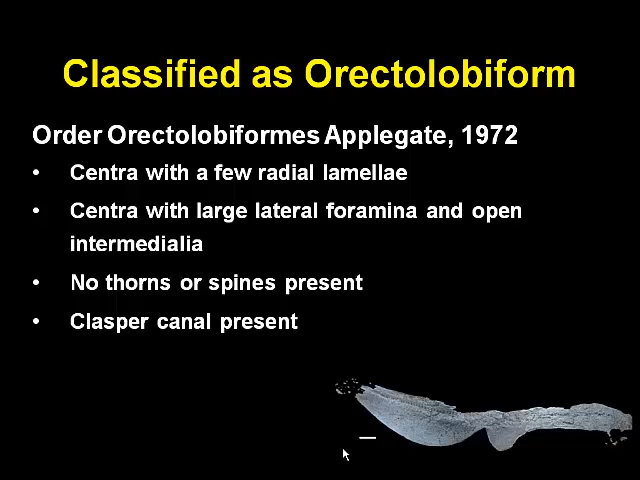 Classified as Orectolobiform
Order Orectolobiformes Applegate, 1972
• Centra with a few radial lamellae
• Centra with large lateral foramina and open
intermedialia
• No thorns or spines present
• Clasper canal present